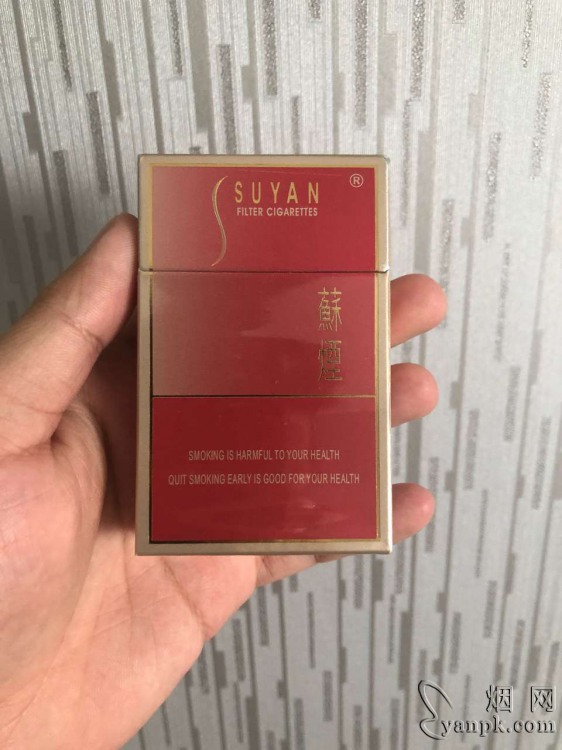 SUYAN ®
FILTER CIGARETTES
蘇
煙
SMOKING IS HARMFUL TO YOUR HEALTH
QUIT SMOKING EARLY IS GOOD FOR YOUR HEALTH
烟网
yanpk.com